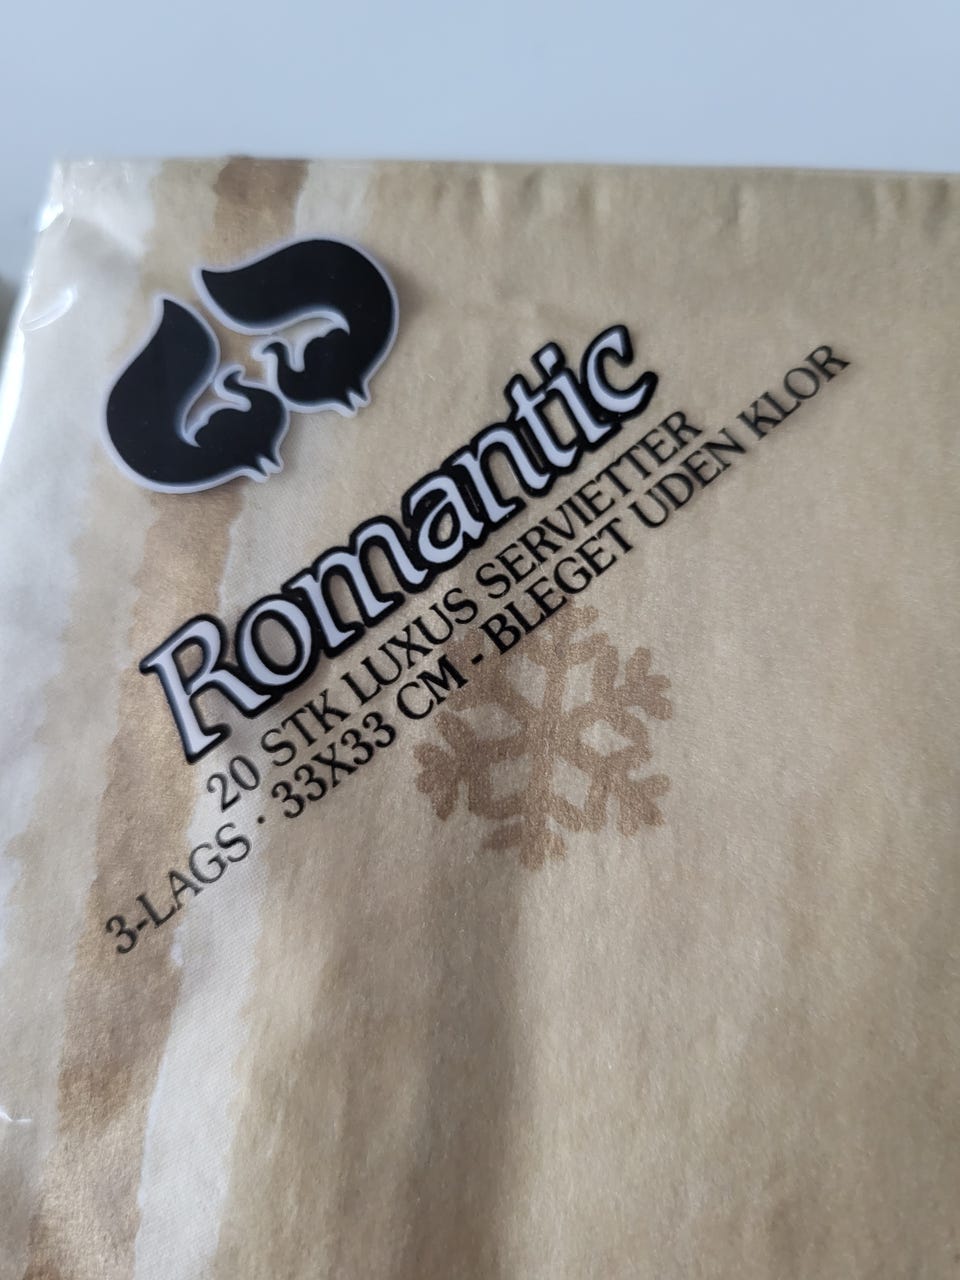 Romantic
20 STK LUXUS SERVIETTER
3-LAGS · 33X33 CM - BLEGET UDEN KLOR